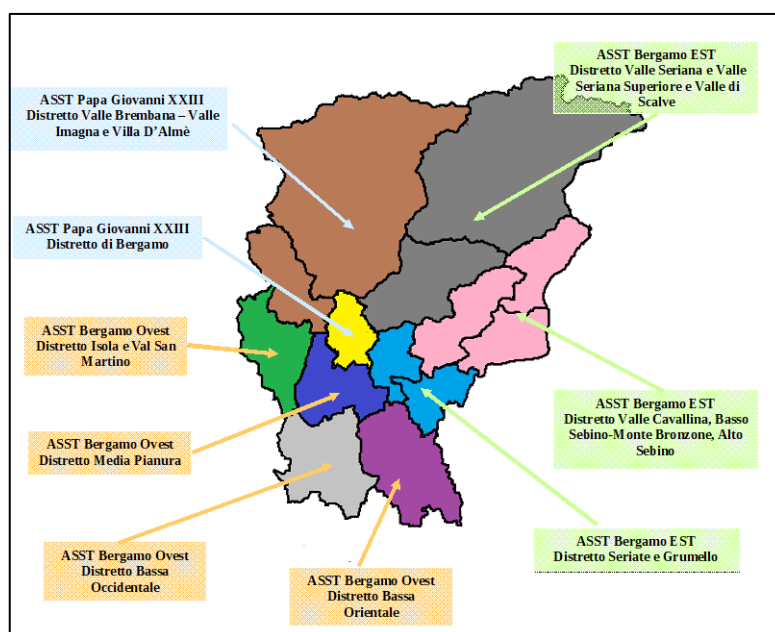 ASST Bergamo EST
Distretto Valle Seriana e Valle
Seriana Superiore e Valle di
Scalve
ASST Papa Giovanni XXIII
Distretto Valle Brembana – Valle
Imagna e Villa D'Almè
ASST Papa Giovanni XXIII
Distretto di Bergamo
ASST Bergamo Ovest
Distretto Isola e Val San
Martino
ASST Bergamo EST
Distretto Valle Cavallina, Basso
Sebino-Monte Bronzone, Alto
Sebino
ASST Bergamo Ovest
Distretto Media Pianura
ASST Bergamo EST
Distretto Seriate e Grumello
ASST Bergamo Ovest
Distretto Bassa
Occidentale
ASST Bergamo Ovest
Distretto Bassa
Orientale